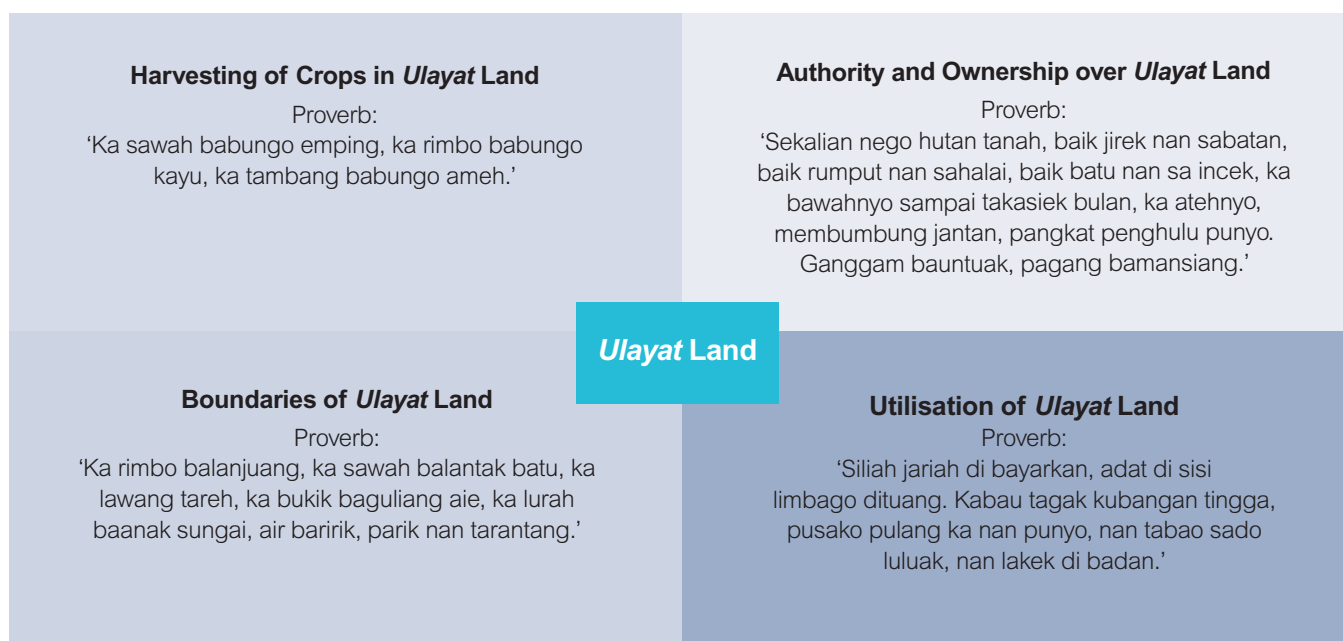 Harvesting of Crops in Ulayat Land
Proverb:
‘Ka sawah babungo emping, ka rimbo babungo
kayu, ka tambang babungo ameh.’
Authority and Ownership over Ulayat Land
Proverb:
‘Sekalian nego hutan tanah, baik jirek nan sabatan,
baik rumput nan sahalai, baik batu nan sa incek, ka
bawahnyo sampai takasiek bulan, ka atehnyo,
membumbung jantan, pangkat penghulu punyo.
Ganggam bauntuak, pagang bamansiang.’
Ulayat Land
Boundaries of Ulayat Land
Proverb:
‘Ka rimbo balanjuang, ka sawah balantak batu, ka
lawang tareh, ka bukik baguliang aie, ka lurah
baanak sungai, air baririk, parik nan tarantang.’
Utilisation of Ulayat Land
Proverb:
‘Siliah jariah di bayarkan, adat di sisi
limbago dituang. Kabau tagak kubangan tingga,
pusako pulang ka nan punyo, nan tabao sado
luluak, nan lakek di badan.’